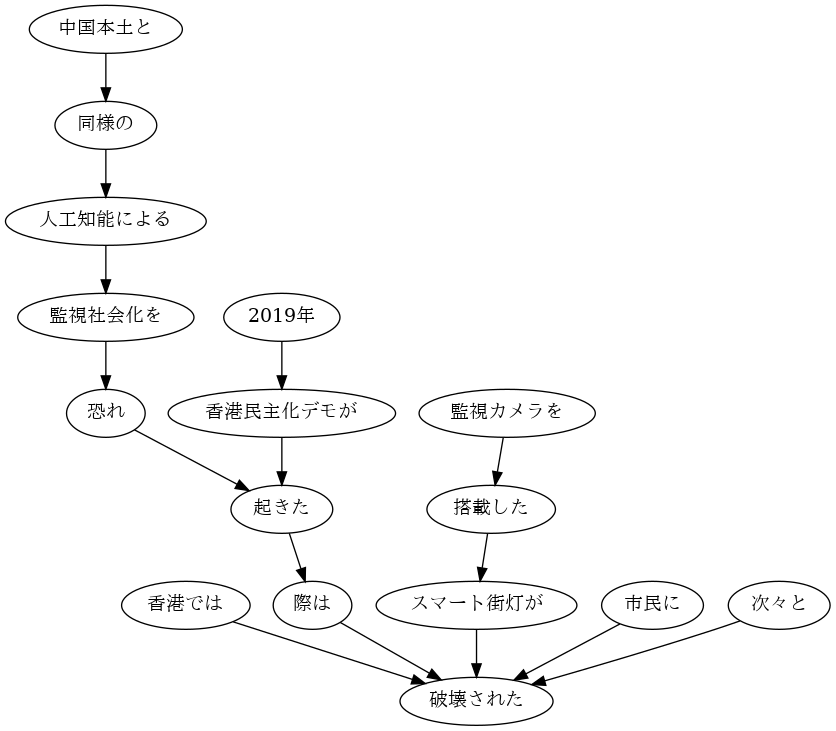 中国本土と
同様の
人工知能による
監視社会化を
2019年
恐れ
香港民主化デモが
監視カメラを
起きた
搭載した
香港では
際は
スマート街灯が
市民に
次々と
破壊された